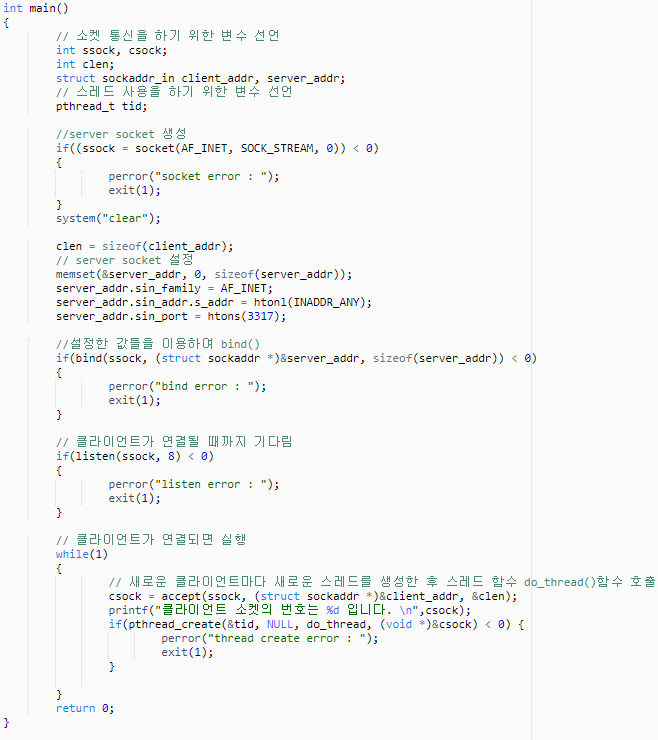 int main()
{
// 소켓 통신을 하기 위한 변수 선언
int ssock, csock;
int clen;
struct sockaddr_in client_addr, server_addr;
// 스레드 사용을 하기 위한 변수 선언
pthread_t tid;
//server socket 생성
if((ssock = socket(AF_INET, SOCK_STREAM, 0)) < 0)
{
perror("socket error : ");
exit(1);
}
system("clear");
clen = sizeof(client_addr);
// server socket 설정
memset(&server_addr, 0, sizeof(server_addr));
server_addr.sin_family = AF_INET;
server_addr.sin_addr.s_addr = htonl(INADDR_ANY);
server_addr.sin_port = htons(3317);
//설정한 값들을 이용하여 bind()
if(bind(ssock, (struct sockaddr *)&server_addr, sizeof(server_addr)) < 0)
{
perror("bind error : ");
exit(1);
}
// 클라이언트가 연결될 때까지 기다림
if(listen(ssock, 8) < 0)
{
perror("listen error : ");
exit(1);
}
// 클라이언트가 연결되면 실행
while(1)
{
// 새로운 클라이언트마다 새로운 스레드를 생성한 후 스레드 함수 do_thread()함수 호출
csock = accept(ssock, (struct sockaddr *)&client_addr, &clen);
printf("클라이언트 소켓의 번호는 %d 입니다. \n",csock);
if(pthread_create(&tid, NULL, do_thread, (void *)&csock) < 0) {
perror("thread create error : ");
exit(1);
}
}
return 0;
}